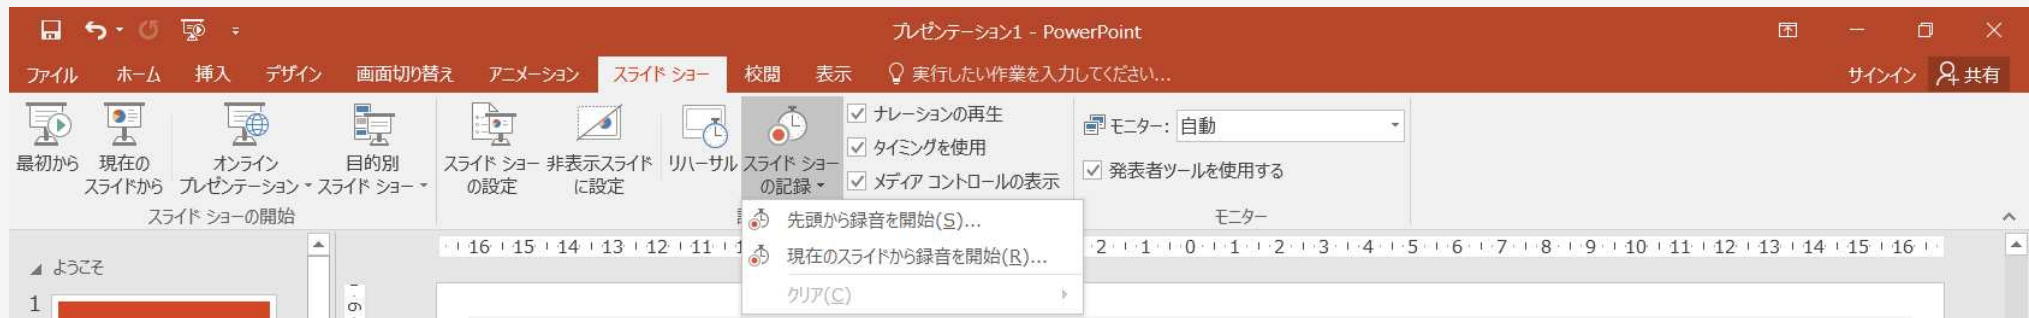 プレゼンテーション1 - PowerPoint
ファイル ホーム 挿入 デザイン 画面切り替え アニメーション スライド ショー 校閲 表示 実行したい作業を入力してください... サインイン 共有
最初から
現在の
スライドから
オンライン
プレゼンテーション
目的別
スライド ショー
スライド ショーの開始
スライド ショー
の設定
非表示スライド
に設定
リハーサル
スライド ショー
の記録
ナレーションの再生
タイミングを使用
メディア コントロールの表示
モニター: 自動
発表者ツールを使用する
モニター
先頭から録音を開始(S)...
現在のスライドから録音を開始(R)...
クリア(C)
16 15 14 13 12 11
2 1 0 1 2 3 4 5 6 7 8 9 10 11 12 13 14 15 16
ようこそ
1